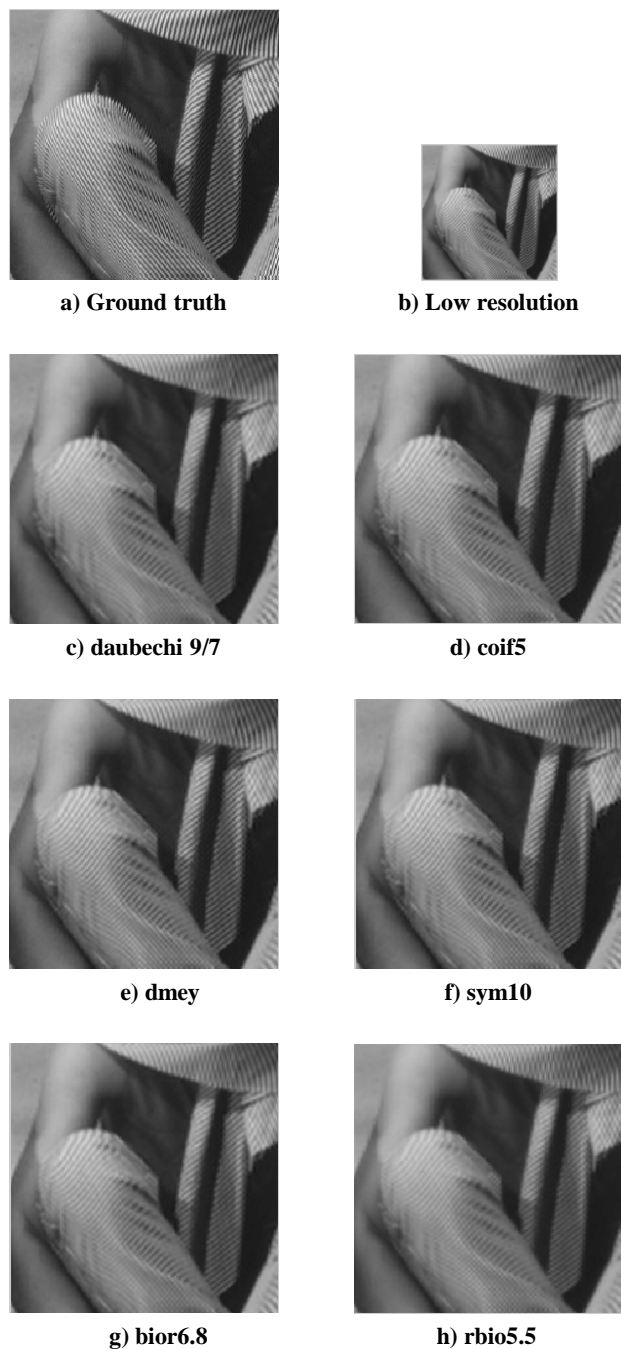 a) Ground truth
b) Low resolution
c) daubechi 9/7
d) coif5
e) dmey
f) sym10
g) bior6.8
h) rbio5.5